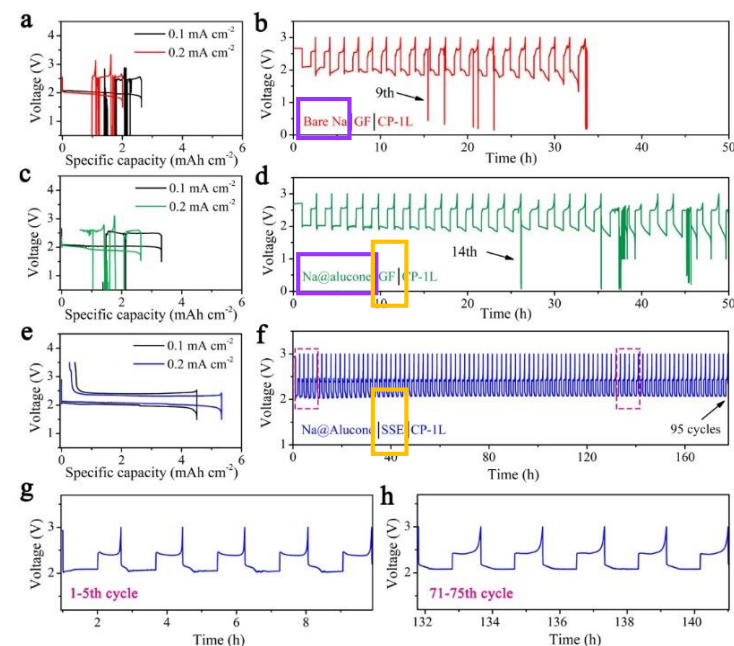 a
0.1 mA cm-2
0.2 mA cm-2
Voltage (V)
4
3
2
1
0 2 4 6
Specific capacity (mAh cm-2)
b
Voltage (V)
3
2
1
0
9th
Bare Na|GF|CP-1L
0 10 20 30 40 50
Time (h)
c
0.1 mA cm-2
0.2 mA cm-2
Voltage (V)
4
3
2
1
0 2 4 6
Specific capacity (mAh cm-2)
d
Voltage (V)
3
2
1
0
14th
Na@alucone|GF|CP-1L
0 10 20 30 40 50
Time (h)
e
0.1 mA cm-2
0.2 mA cm-2
Voltage (V)
4
3
2
1
0 2 4 6
Specific capacity (mAh cm-2)
f
Voltage (V)
3
2
1
95 cycles
Na@Alucone|SSE|CP-1L
0 40 80 120 160
Time (h)
g
Voltage (V)
3
2
1-5th cycle
2 4 6 8
Time (h)
h
Voltage (V)
3
2
71-75th cycle
132 134 136 138 140
Time (h)